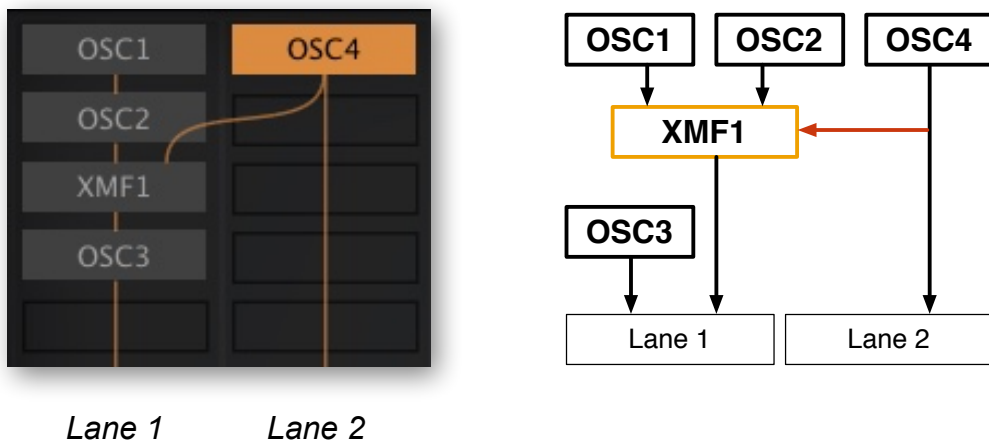 OSC1 OSC4
OSC2
XMF1
OSC3
Lane 1 Lane 2
OSC1 OSC2 OSC4
XMF1
OSC3
Lane 1 Lane 2